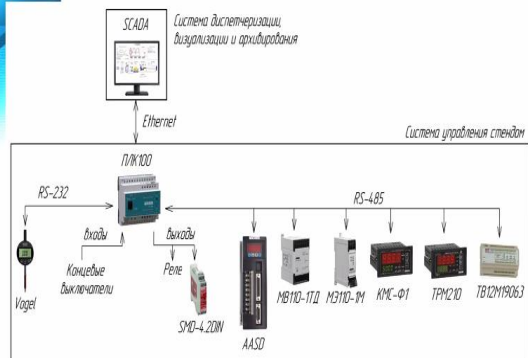 SCADA
Система диспетчеризации,
визуализации и архивирования
Ethernet
Система управления стендом
ПЛК100
RS-232
RS-485
входы
выходы
Концевые
выключатели
Реле
Vogel
SMD-4.2DIN
AASD
МВ110-1ТД
МЭ110-1М
КМС-Ф1
ТРМ210
ТВ12М19063